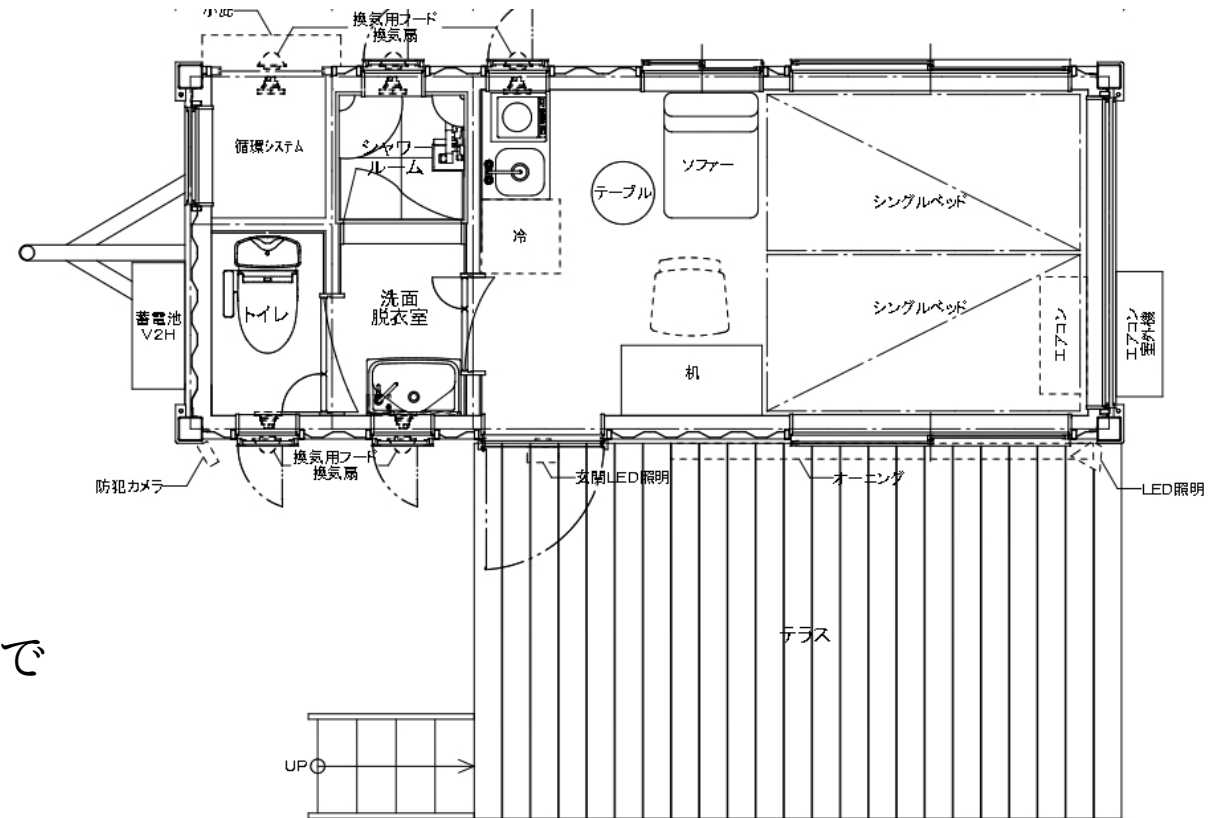 小庇
換気用フード
換気扇
循環システム
シャワー
ルーム
ソファー
テーブル
シングルベッド
冷
トイレ
洗面
脱衣室
シングルベッド
エアコン
エアコン
室外機
蓄電池
V2H
机
換気用フード
換気扇
防犯カメラ
玄関LED照明
オーニング
LED照明
テラス
で
UP